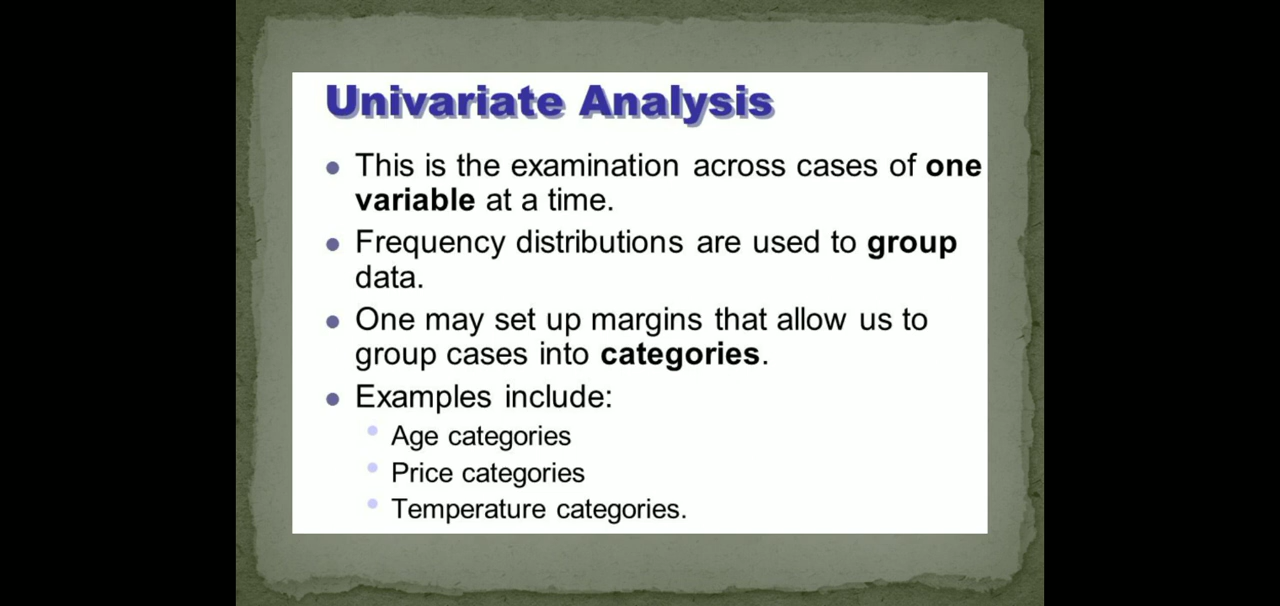 Univariate Analysis
• This is the examination across cases of one
variable at a time.
• Frequency distributions are used to group
data.
• One may set up margins that allow us to
group cases into categories.
• Examples include:
• Age categories
• Price categories
• Temperature categories.